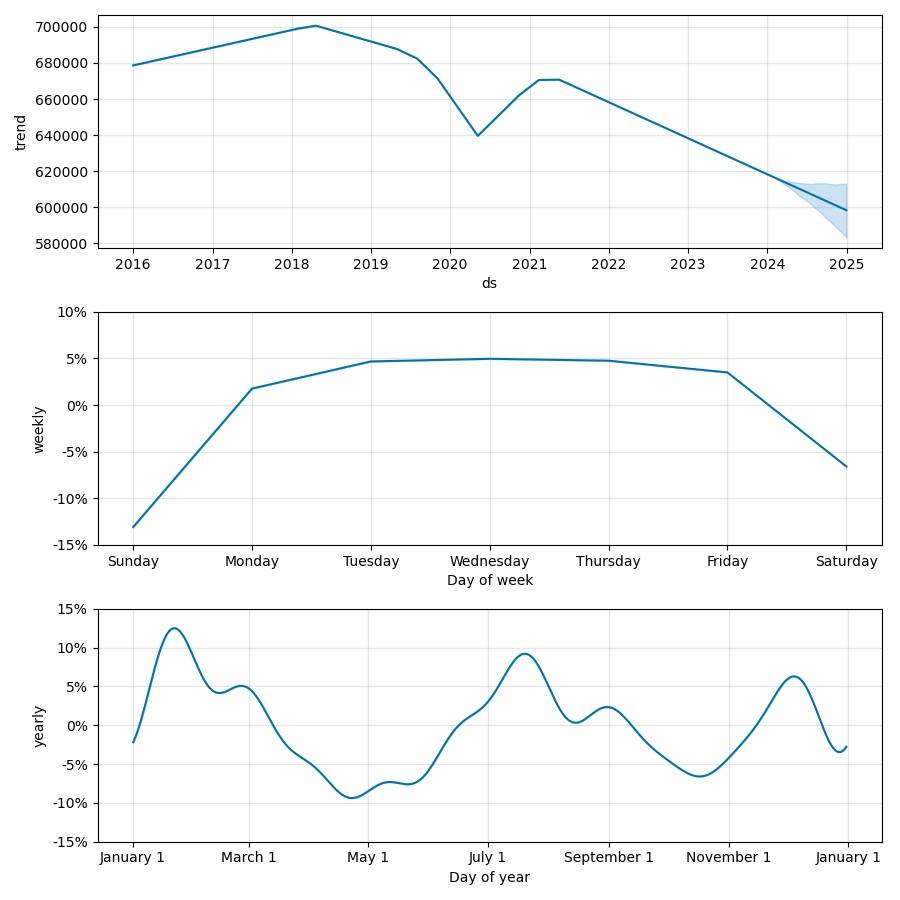 700000
680000
660000
640000
620000
600000
580000
trend
2016 2017 2018 2019 2020 2021 2022 2023 2024 2025
ds
10%
5%
0%
-5%
-10%
-15%
weekly
Sunday Monday Tuesday Wednesday Thursday Friday Saturday
Day of week
15%
10%
5%
0%
-5%
-10%
-15%
yearly
January 1 March 1 May 1 July 1 September 1 November 1 January 1
Day of year